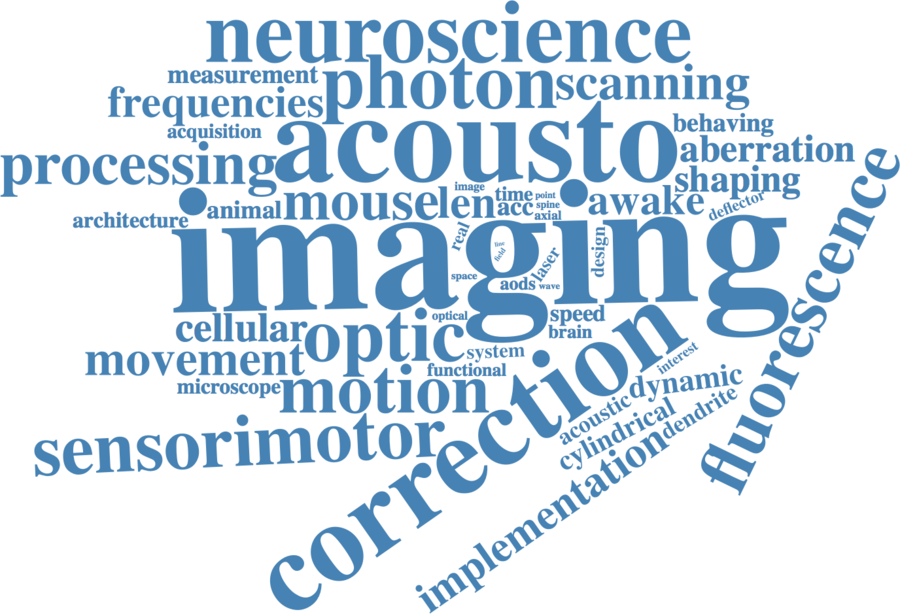 neuroscience
measurement
photon
scanning
frequencies
acquisition
acousto
behaving
processing
aberration
shaping
image
time
point
mouse
len
acc
spine
axial
awake
deflector
animal
architecture
imaging
real
line
field
laser
design
space
aods
wave
fluorescence
cellular
optic
optical
speed
brain
movement
system
functional
microscope
motion
correction
interest
dynamic
acoustic
cylindrical
dendrite
sensorimotor
implementation